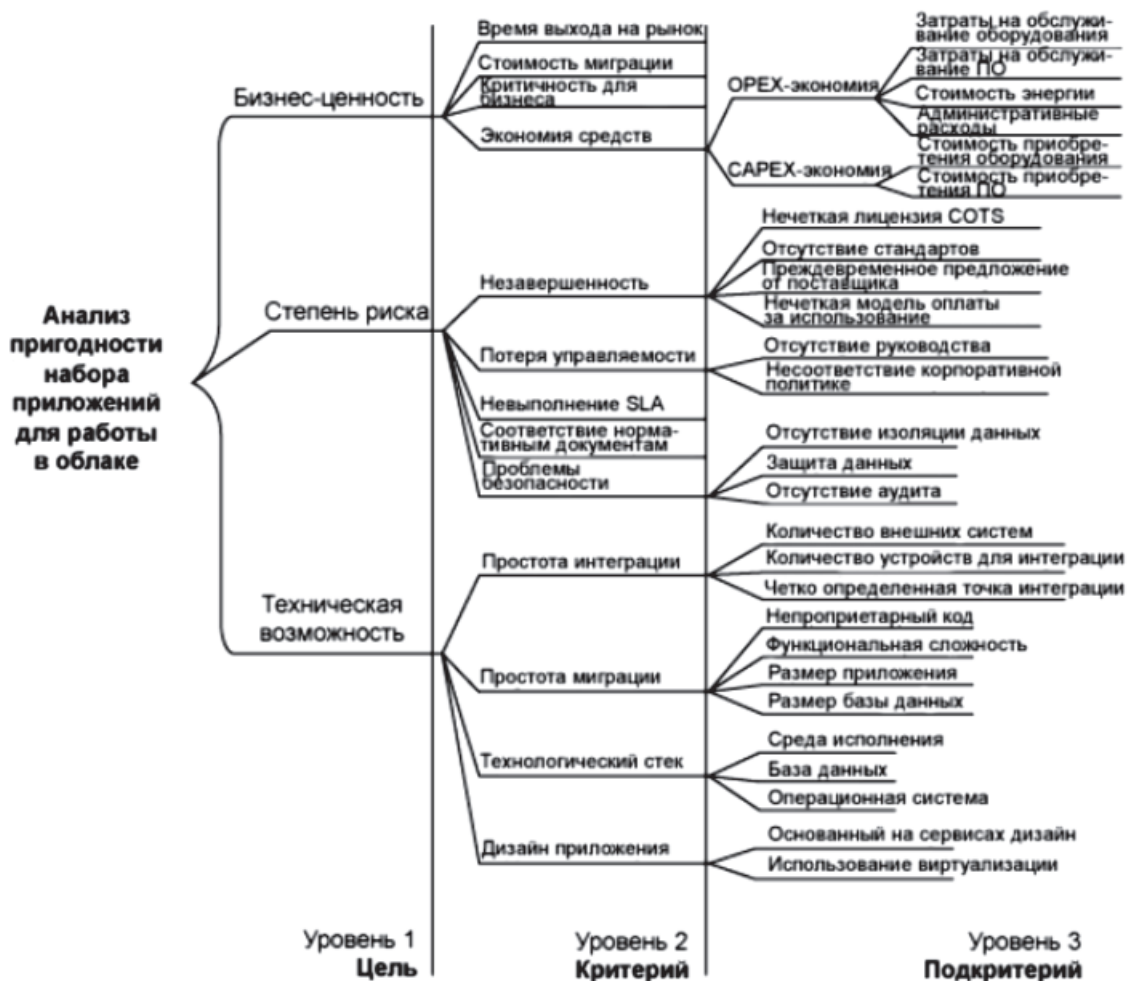 Анализ
пригодности
набора
приложений
для работы
в облаке
Бизнес-ценность
Время выхода на рынок
Стоимость миграции
Критичность для
бизнеса
Экономия средств
OPEX-экономия
Затраты на обслужи-
вание оборудования
Затраты на обслужи-
вание ПО
Стоимость энергии
Административные
расходы
CAPEX-экономия
Стоимость приобре-
тения оборудования
Стоимость приобре-
тения ПО
Степень риска
Незавершенность
Нечеткая лицензия COTS
Отсутствие стандартов
Преждевременное предложение
от поставщика
Нечеткая модель оплаты
за использование
Потеря управляемости
Отсутствие руководства
Несоответствие корпоративной
политике
Невыполнение SLA
Соответствие норма-
тивным документам
Проблемы
безопасности
Отсутствие изоляции данных
Защита данных
Отсутствие аудита
Техническая
возможность
Простота интеграции
Количество внешних систем
Количество устройств для интеграции
Четко определенная точка интеграции
Простота миграции
Непроприетарный код
Функциональная сложность
Размер приложения
Размер базы данных
Технологический стек
Среда исполнения
База данных
Операционная система
Дизайн приложения
Основанный на сервисах дизайн
Использование виртуализации
Уровень 1
Цель
Уровень 2
Критерий
Уровень 3
Подкритерий